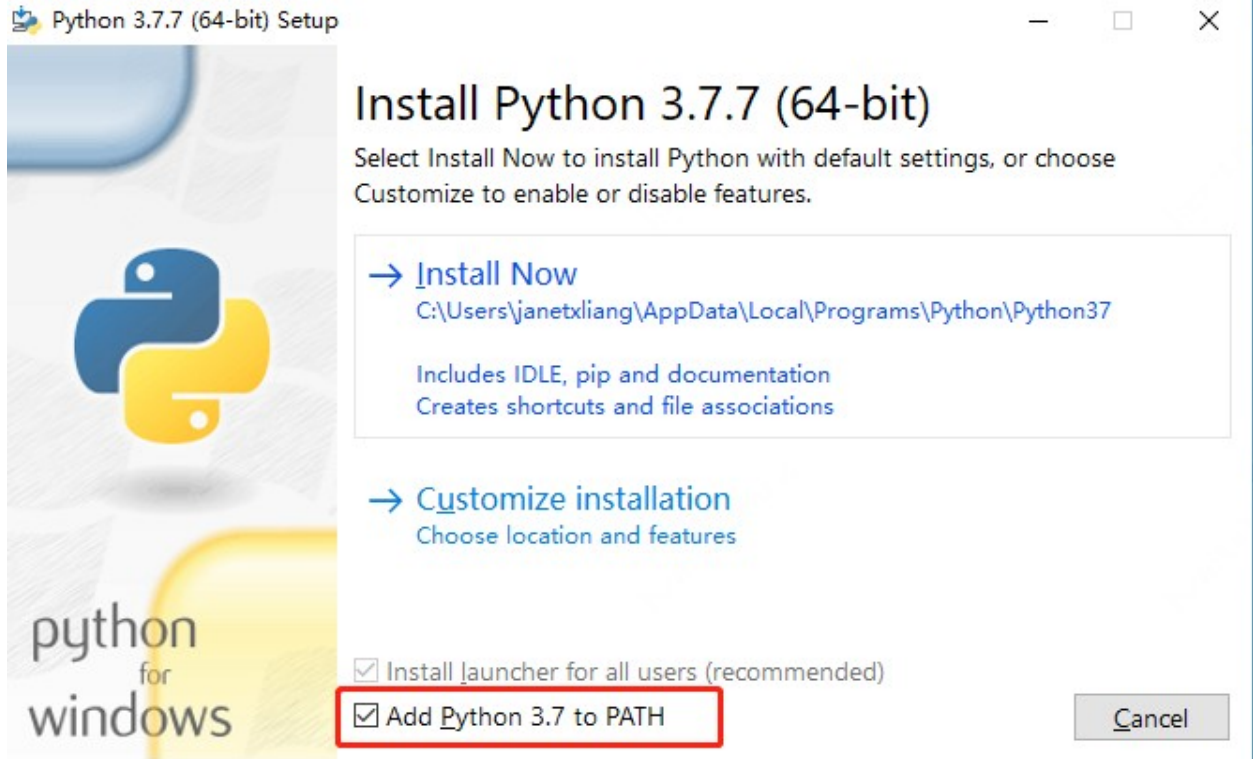 Python 3.7.7 (64-bit) Setup
Install Python 3.7.7 (64-bit)
Select Install Now to install Python with default settings, or choose
Customize to enable or disable features.
Install Now
C:\Users\janetxliang\AppData\Local\Programs\Python\Python37
Includes IDLE, pip and documentation
Creates shortcuts and file associations
Customize installation
Choose location and features
python
for
windows
Install launcher for all users (recommended)
Add Python 3.7 to PATH
Cancel